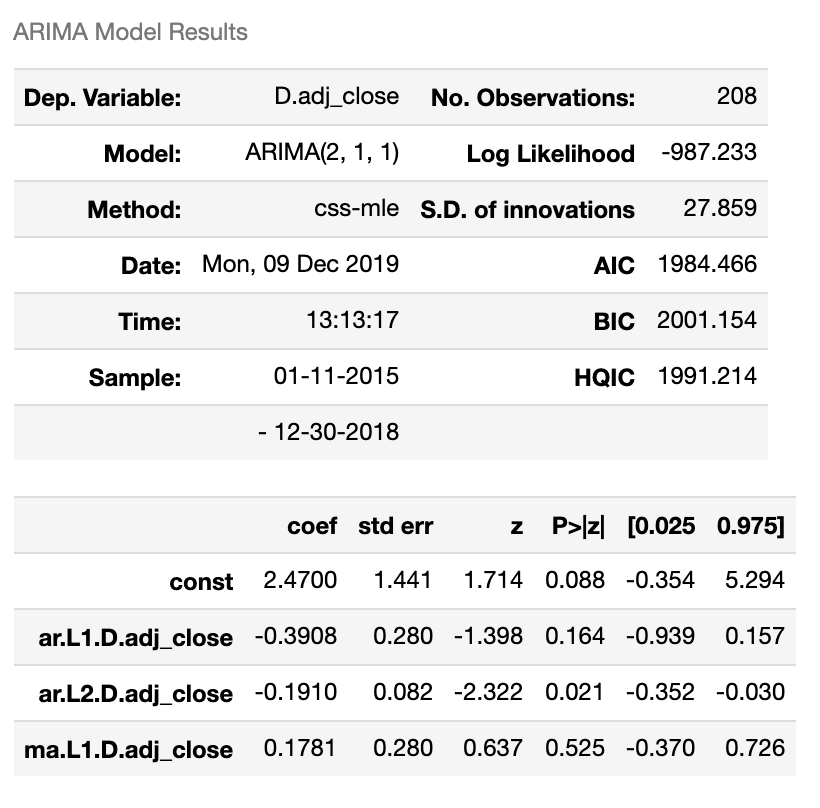 ARIMA Model Results
Dep. Variable: D.adj_close No. Observations: 208
Model: ARIMA(2, 1, 1) Log Likelihood -987.233
Method: css-mle S.D. of innovations 27.859
Date: Mon, 09 Dec 2019 AIC 1984.466
Time: 13:13:17 BIC 2001.154
Sample: 01-11-2015 HQIC 1991.214
- 12-30-2018
coef std err z P>|z| [0.025 0.975]
const 2.4700 1.441 1.714 0.088 -0.354 5.294
ar.L1.D.adj_close -0.3908 0.280 -1.398 0.164 -0.939 0.157
ar.L2.D.adj_close -0.1910 0.082 -2.322 0.021 -0.352 -0.030
ma.L1.D.adj_close 0.1781 0.280 0.637 0.525 -0.370 0.726